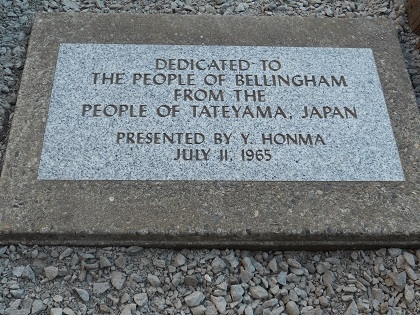 DEDICATED TO
THE PEOPLE OF BELLINGHAM
FROM THE
PEOPLE OF TATEYAMA, JAPAN
PRESENTED BY Y. HONMA
JULY 11, 1965